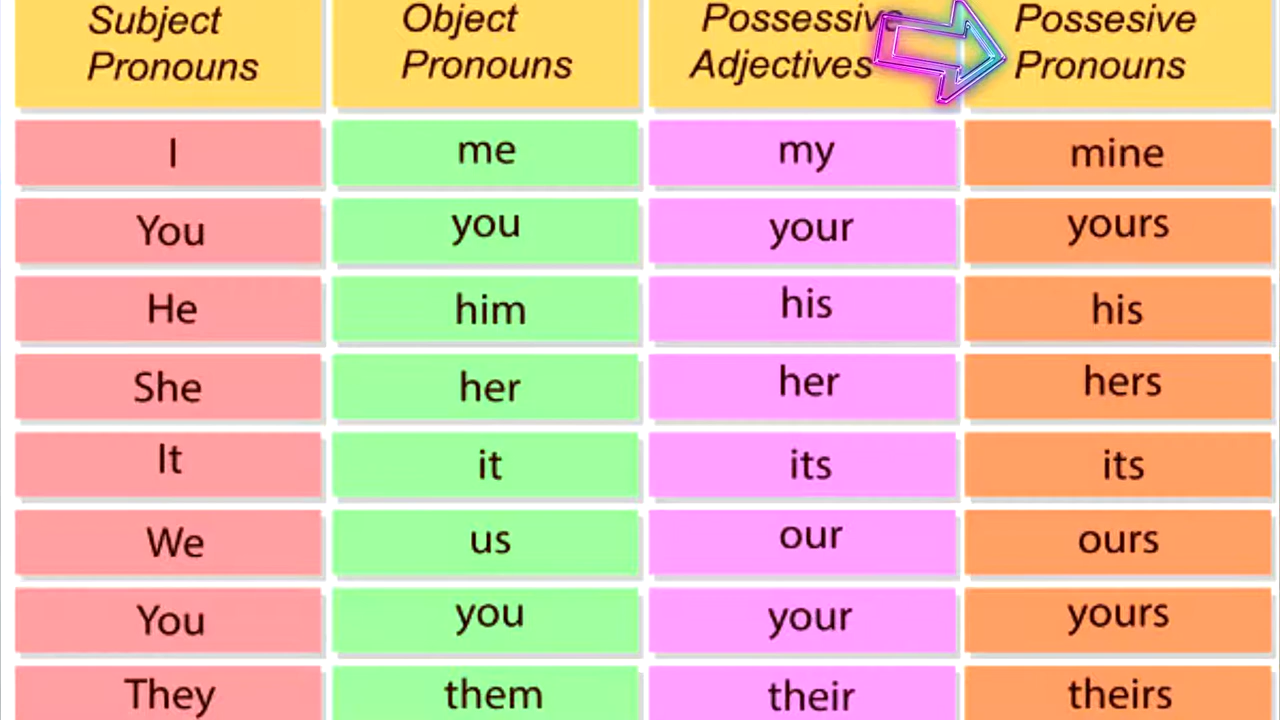 Subject Pronouns Object Pronouns Possessive Adjectives Possesive Pronouns
I me my mine
You you your yours
He him his his
She her her hers
It it its its
We us our ours
You you your yours
They them their theirs